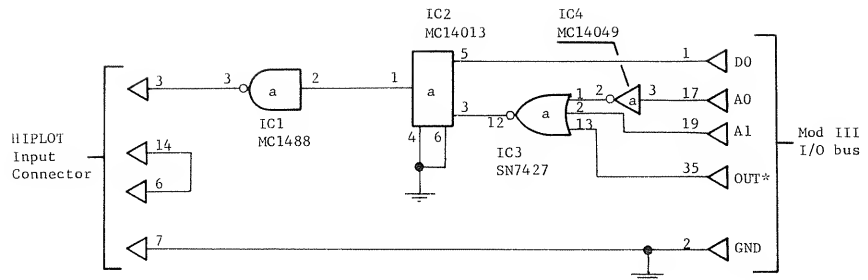 IC2
MC14013
IC4
MC14049
5
1
D0
3
3
2
1
a
a
3
12
1
2
a
3
17
A0
a
2
19
A1
13
IC1
MC1488
4
6
IC3
SN7427
35
OUT*
HIPLOT
Input
Connector
14
6
Mod III
I/O bus
7
2
GND